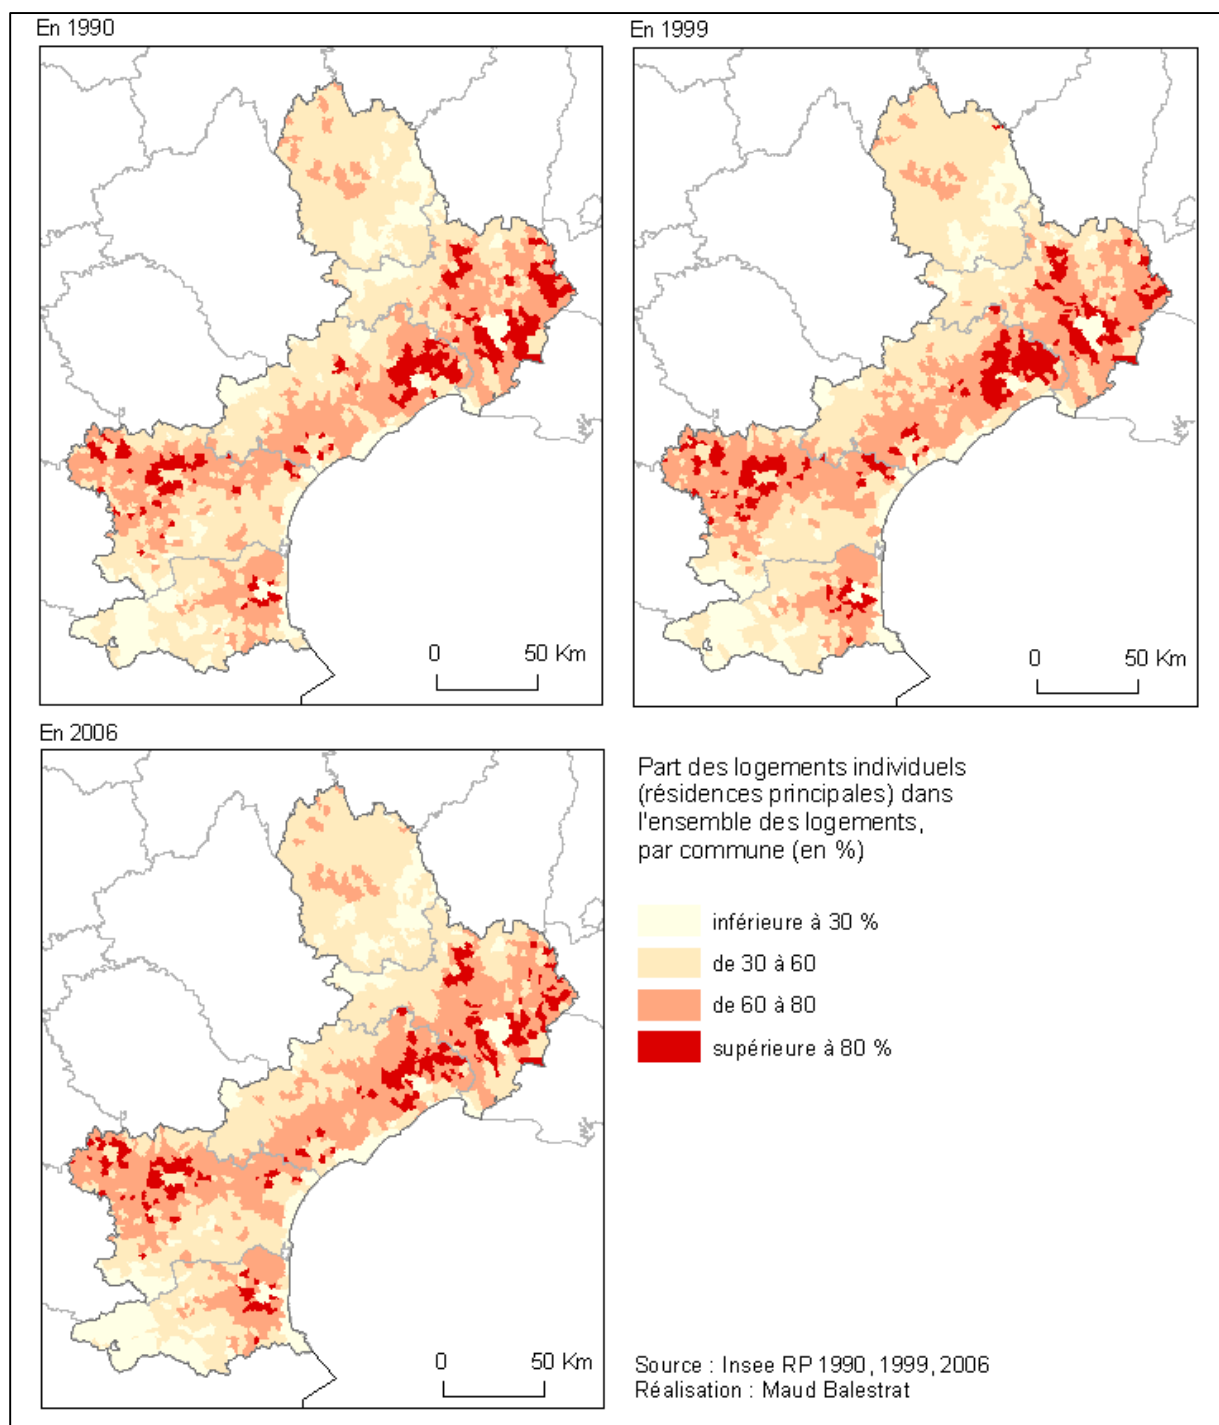 En 1990
En 1999
0 50 Km
0 50 Km
En 2006
Part des logements individuels
(résidences principales) dans
l'ensemble des logements,
par commune (en %)
inférieure à 30 %
de 30 à 60
de 60 à 80
supérieure à 80 %
0 50 Km
Source : Insee RP 1990, 1999, 2006
Réalisation : Maud Balestrat